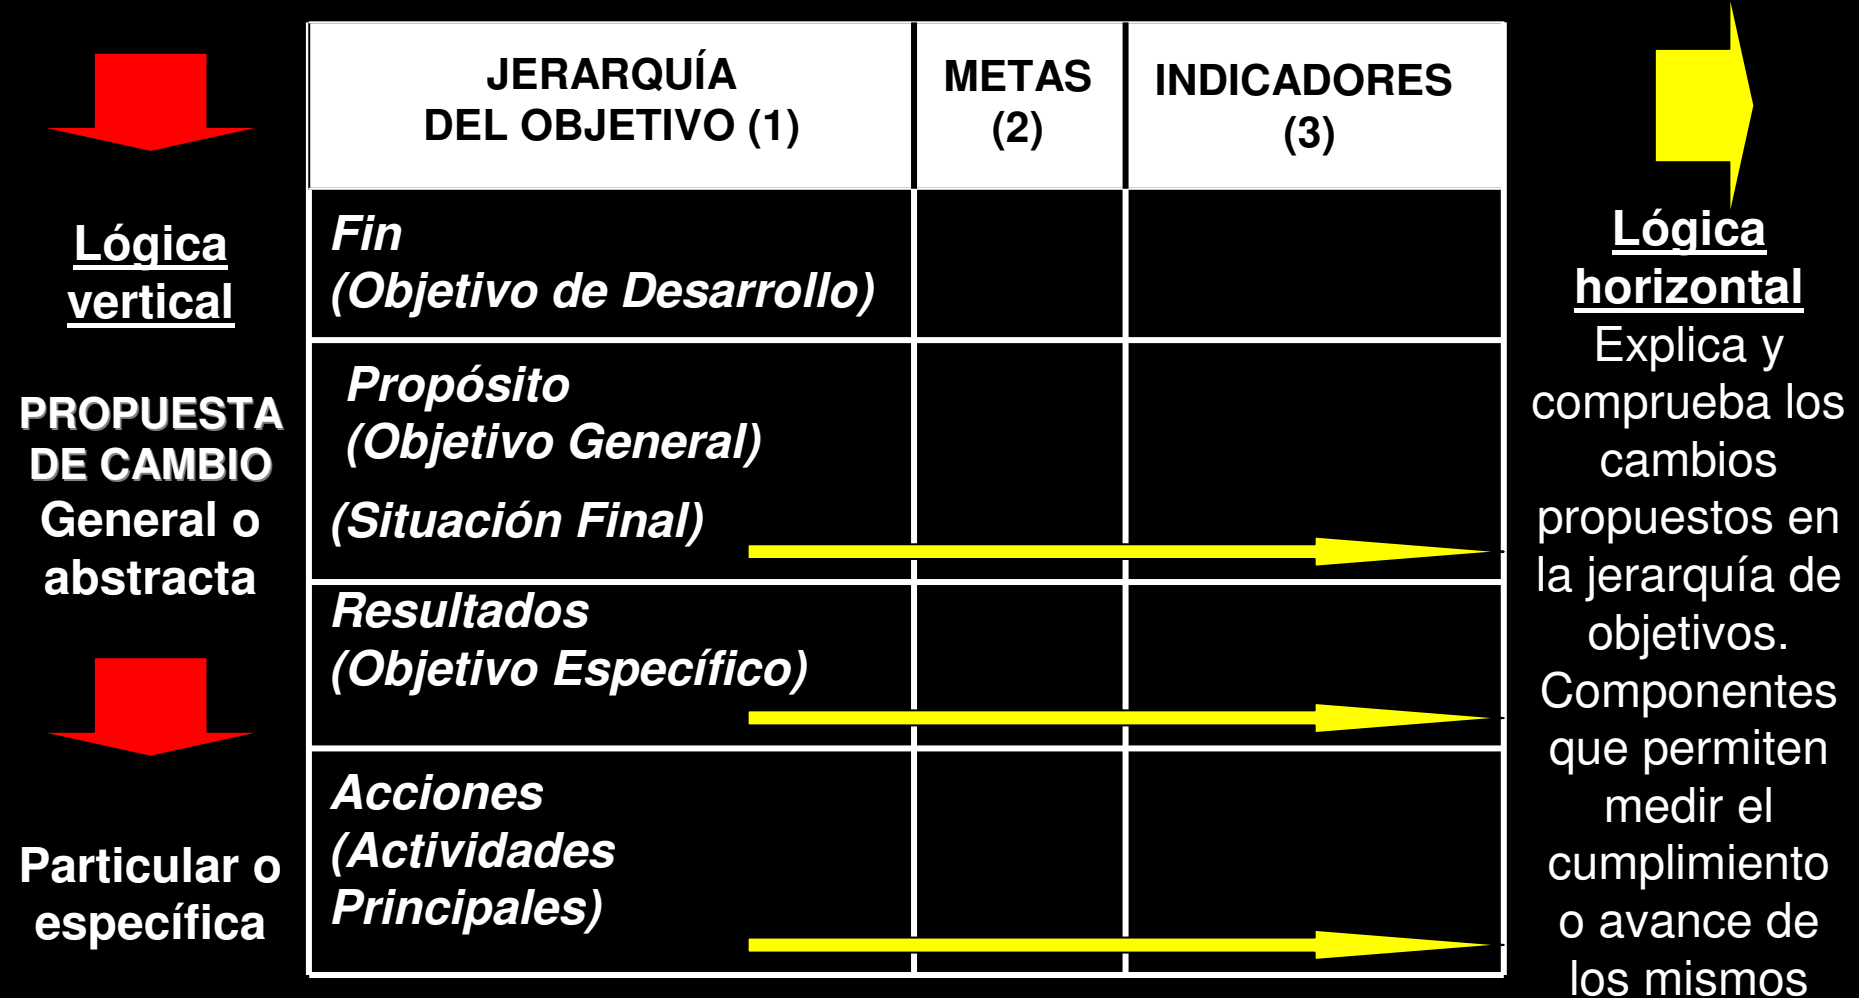 Lógica
vertical
PROPUESTA
DE CAMBIO
General o
abstracta
Particular o
específica
JERARQUÍA
DEL OBJETIVO (1)
METAS
(2)
INDICADORES
(3)
Fin
(Objetivo de Desarrollo)
Propósito
(Objetivo General)
(Situación Final)
Resultados
(Objetivo Específico)
Acciones
(Actividades
Principales)
Lógica
horizontal
Explica y
comprueba los
cambios
propuestos en
la jerarquía de
objetivos.
Componentes
que permiten
medir el
cumplimiento
o avance de
los mismos